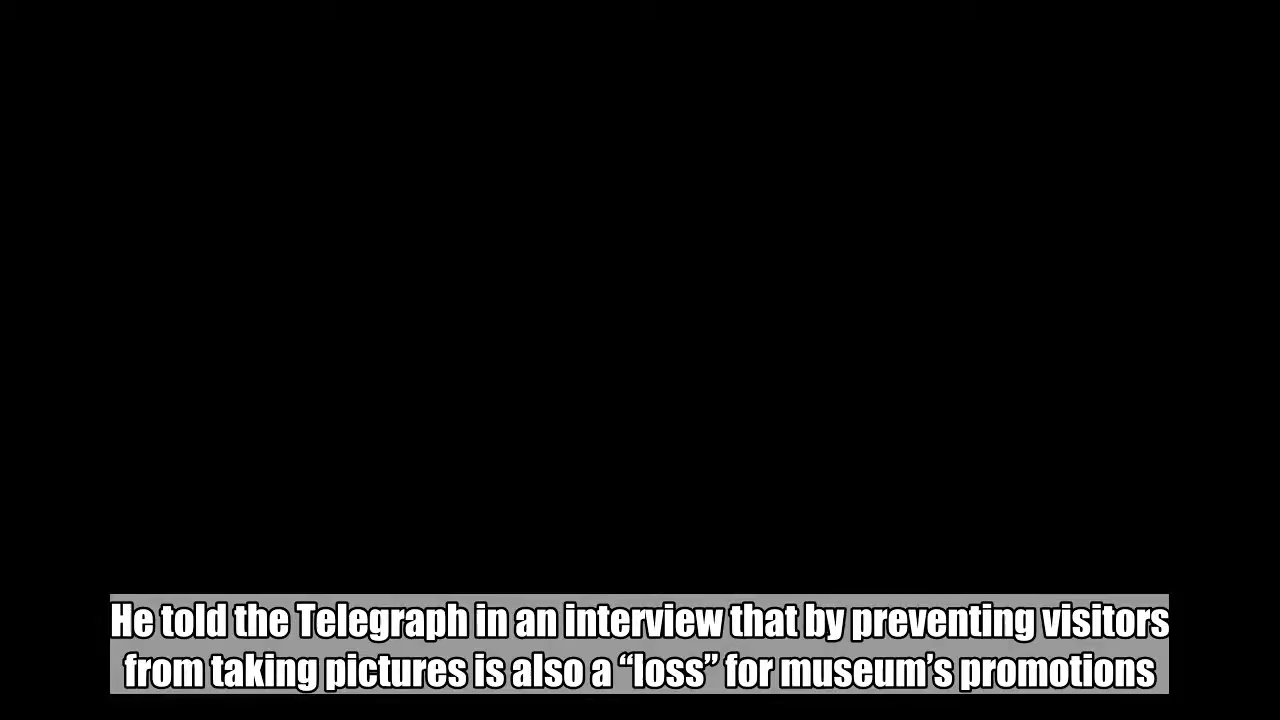 He told the Telegraph in an interview that by preventing visitors
from taking pictures is also a “loss” for museum’s promotions